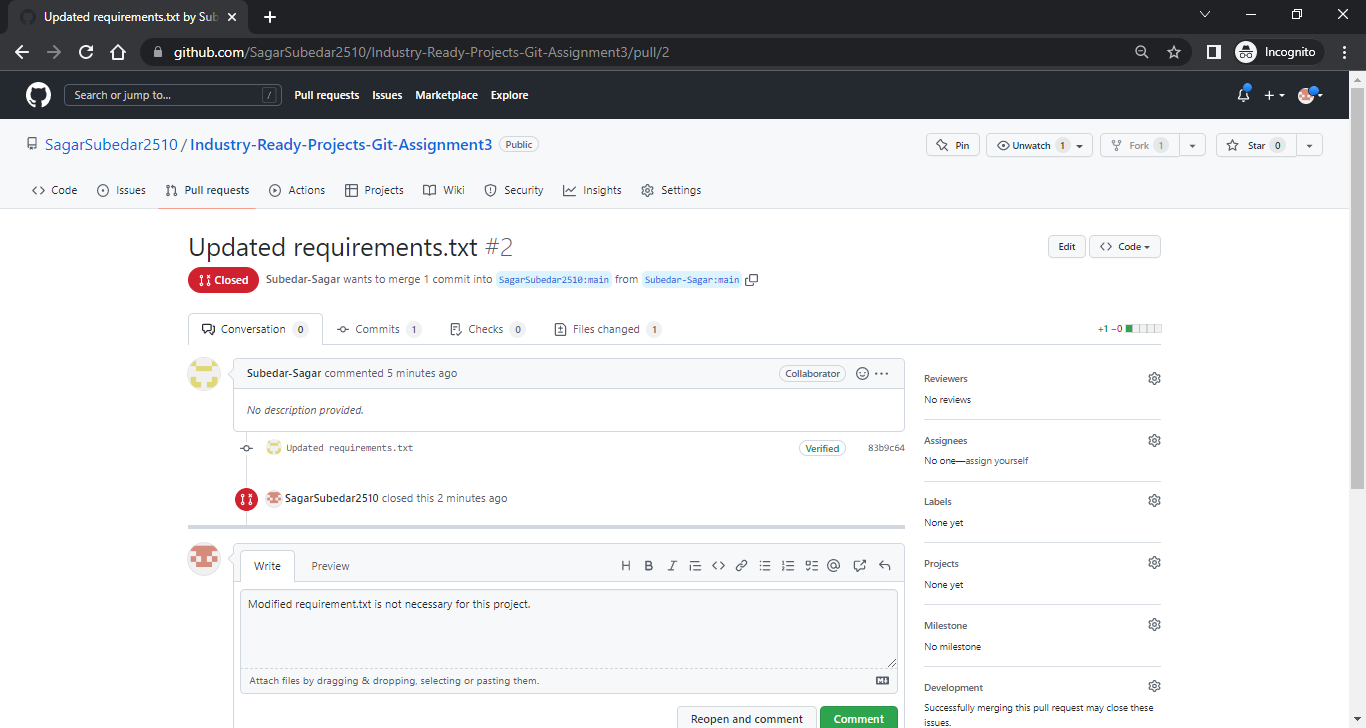 Updated requirements.txt by Sub
github.com/SagarSubedar2510/Industry-Ready-Projects-Git-Assignment3/pull/2
Incognito
Search or jump to... /
Pull requests Issues Marketplace Explore
SagarSubedar2510 / Industry-Ready-Projects-Git-Assignment3 Public
Pin Unwatch 1 Fork 1 Star 0
Code Issues Pull requests Actions Projects Wiki Security Insights Settings
Updated requirements.txt #2
Edit Code
Closed Subedar-Sagar wants to merge 1 commit into SagarSubedar2510:main from Subedar-Sagar:main
Conversation 0 Commits 1 Checks 0 Files changed 1
+1 −0
Subedar-Sagar commented 5 minutes ago Collaborator
No description provided.
Updated requirements.txt Verified 83b9c64
SagarSubedar2510 closed this 2 minutes ago
Write Preview
H B I
Modified requirement.txt is not necessary for this project.
Attach files by dragging & dropping, selecting or pasting them.
Reopen and comment Comment
Reviewers
No reviews
Assignees
No one—assign yourself
Labels
None yet
Projects
None yet
Milestone
No milestone
Development
Successfully merging this pull request may close these
issues.